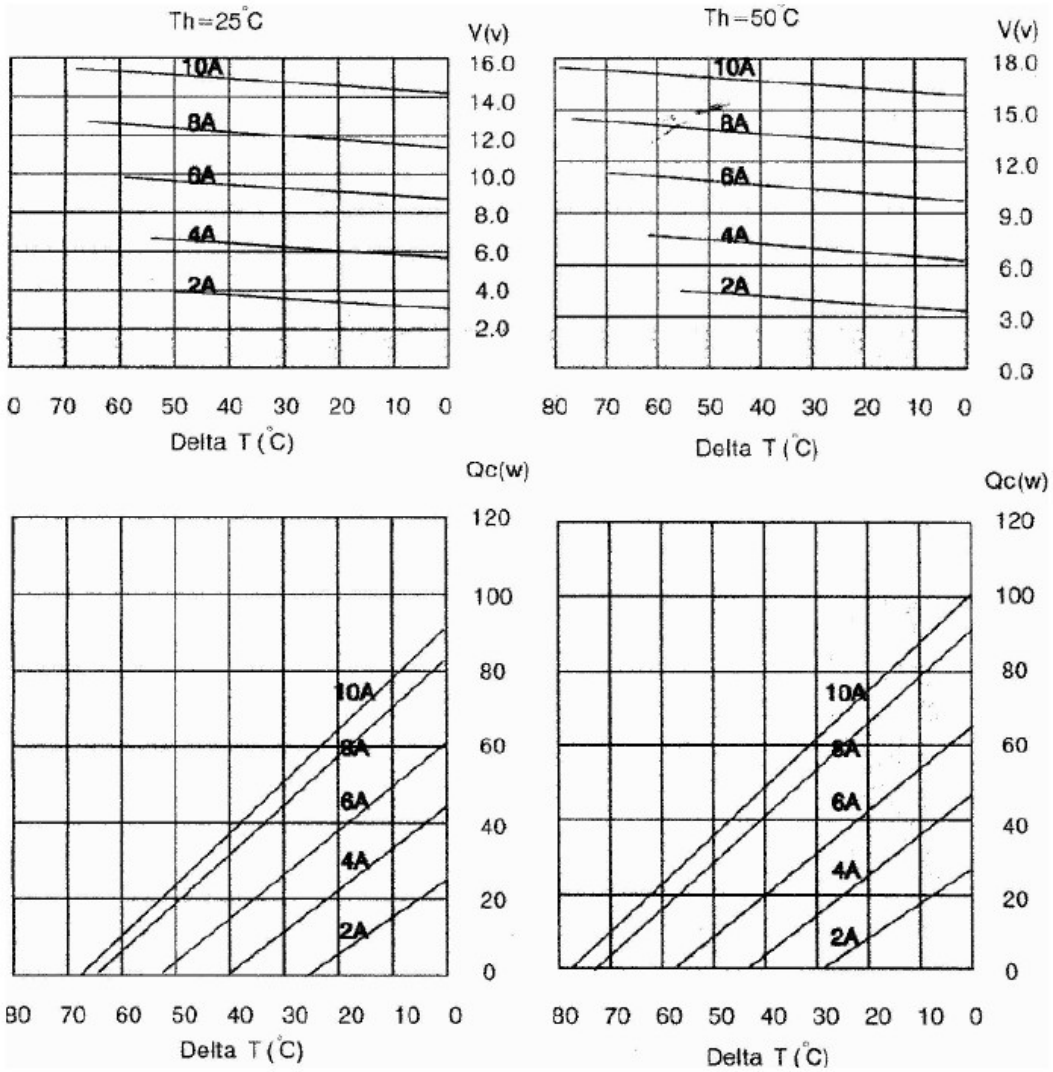 Th=25°C
V(v)
16.0
14.0
12.0
10.0
8.0
6.0
4.0
2.0
10A
8A
6A
4A
2A
0 70 60 50 40 30 20 10 0
Delta T (°C)
Th=50°C
V(v)
18.0
15.0
12.0
9.0
6.0
3.0
0.0
10A
8A
6A
4A
2A
80 70 60 50 40 30 20 10 0
Delta T (°C)
Qc(w)
120
100
80
60
40
20
0
10A
8A
6A
4A
2A
80 70 60 50 40 30 20 10 0
Delta T (°C)
Qc(w)
120
100
80
60
40
20
0
10A
8A
6A
4A
2A
80 70 60 50 40 30 20 10 0
Delta T (°C)